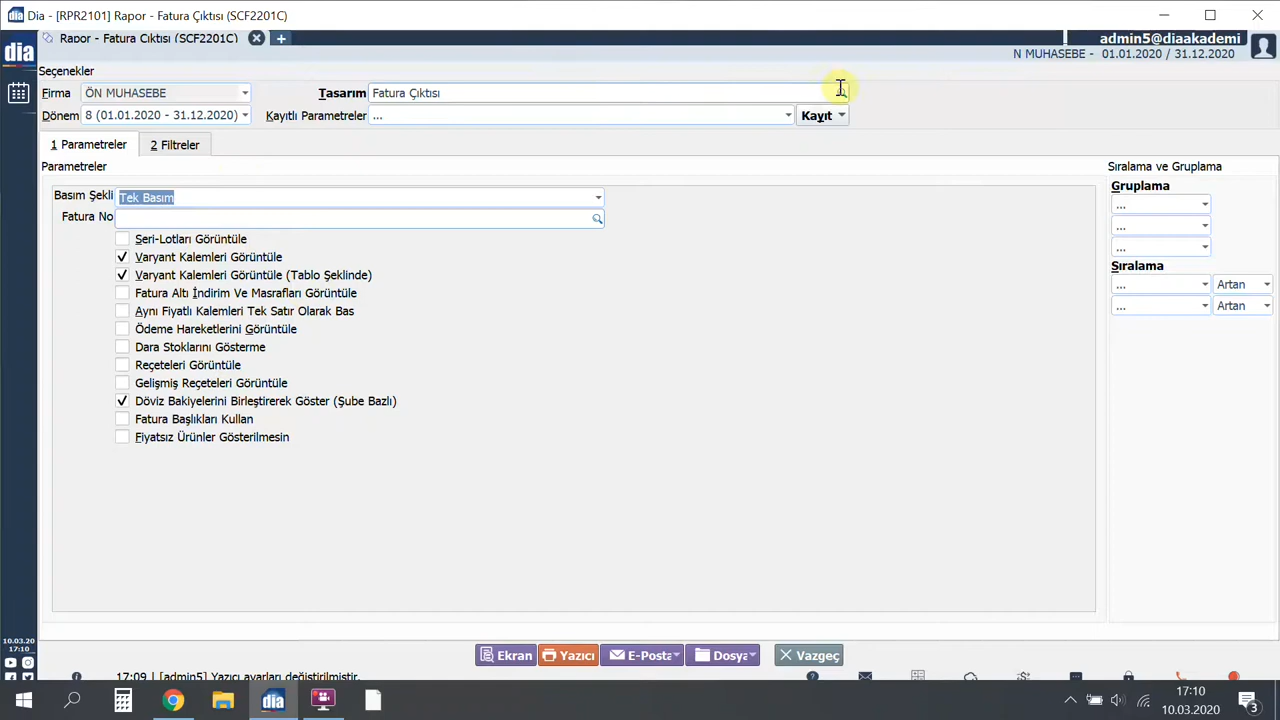 Dia - [RPR2101] Rapor - Fatura Çıktısı (SCF2201C)
dia
Rapor - Fatura Çıktısı (SCF2201C)
admin5@diaakademi
N MUHASEBE - 01.01.2020 / 31.12.2020
Seçenekler
Firma ÖN MUHASEBE Tasarım Fatura Çıktısı
Dönem 8 (01.01.2020 - 31.12.2020) Kayıtlı Parametreler ... Kayıt
1 Parametreler 2 Filtreler
Parametreler
Sıralama ve Gruplama
Basım Şekli Tek Basım
Fatura No
Seri-Lotları Görüntüle
Varyant Kalemleri Görüntüle
Varyant Kalemleri Görüntüle (Tablo Şeklinde)
Fatura Altı İndirim Ve Masrafları Görüntüle
Aynı Fiyatlı Kalemleri Tek Satır Olarak Bas
Ödeme Hareketlerini Görüntüle
Dara Stoklarını Gösterme
Reçeteleri Görüntüle
Gelişmiş Reçeteleri Görüntüle
Döviz Bakiyelerini Birleştirerek Göster (Şube Bazlı)
Fatura Başlıkları Kullan
Fiyatsız Ürünler Gösterilmesin
Gruplama
...
...
...
Sıralama
... Artan
... Artan
10.03.20
17:10
Ekran Yazıcı E-Posta Dosya Vazgeç
17:09 | [admin5] Yazıcı ayarları değiştirilmiştir.
dia
17:10
10.03.2020
3